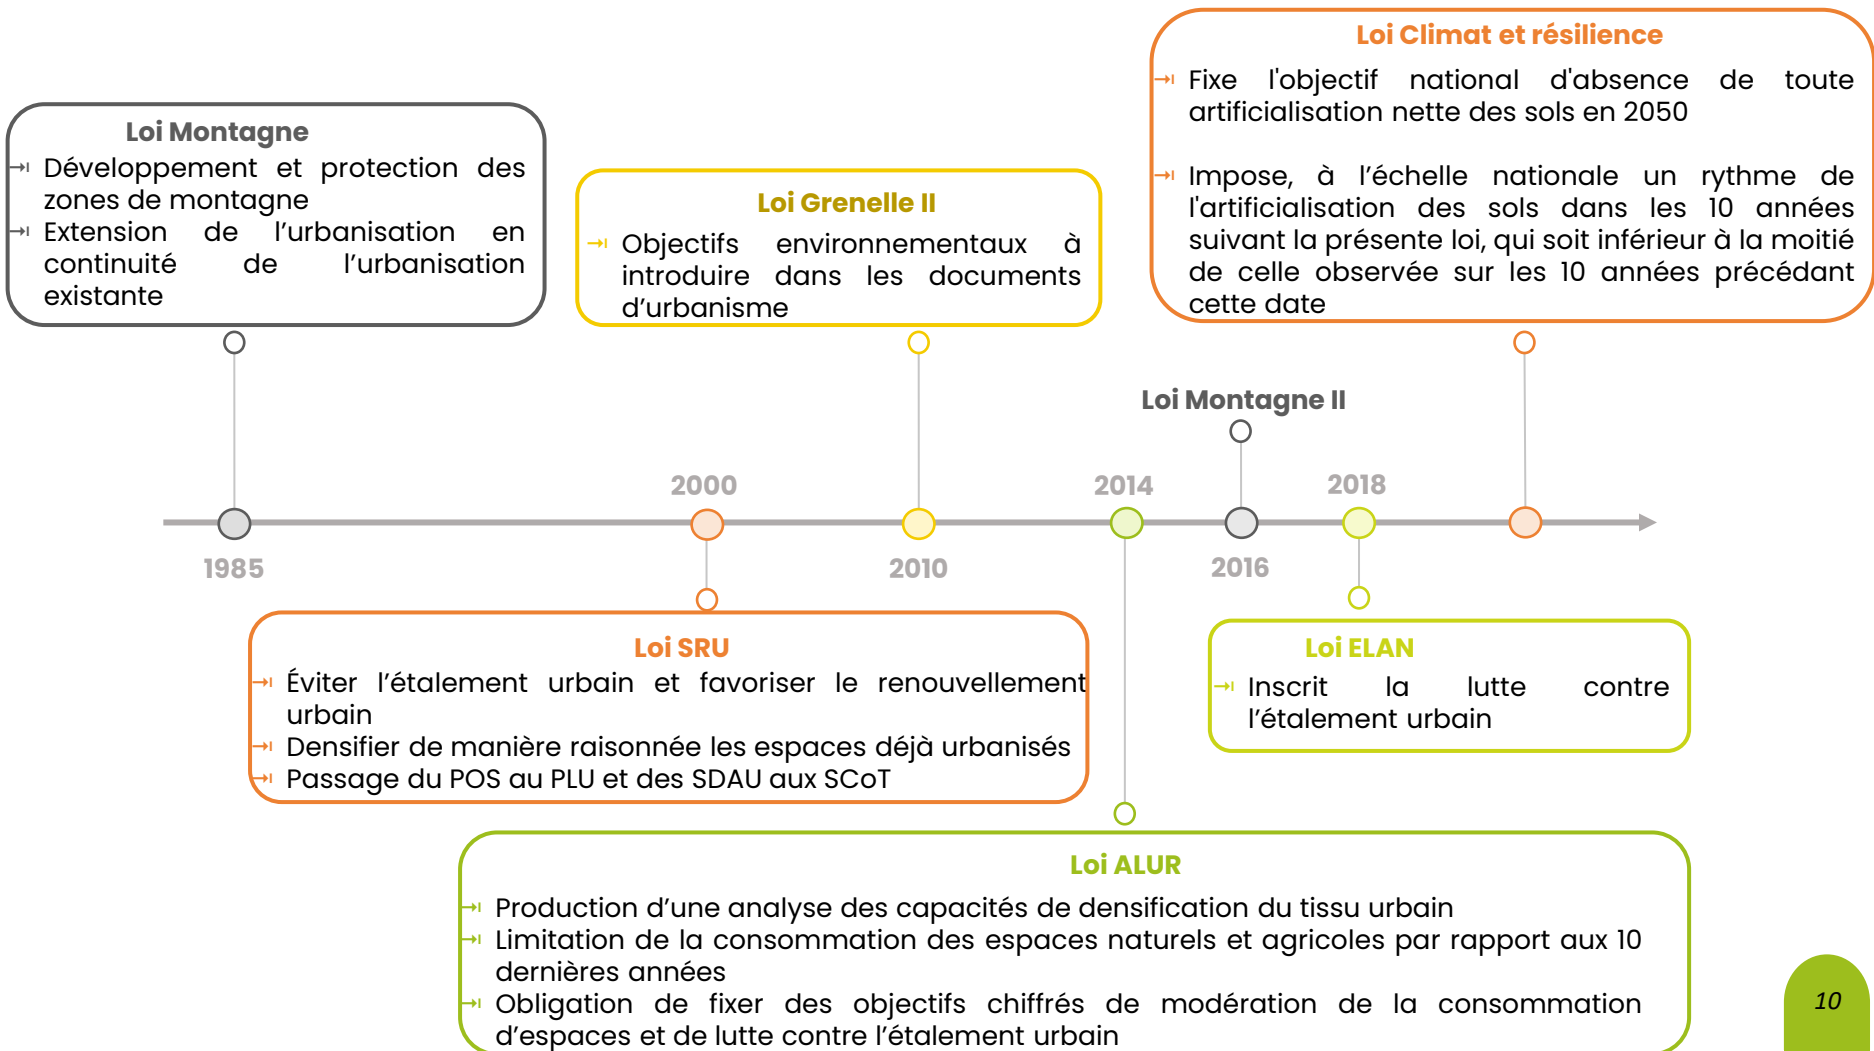 Loi Climat et résilience
Fixe l'objectif national d'absence de toute
artificialisation nette des sols en 2050
Impose, à l’échelle nationale un rythme de
l'artificialisation des sols dans les 10 années
suivant la présente loi, qui soit inférieur à la moitié
de celle observée sur les 10 années précédant
cette date
Loi Montagne
Développement et protection des
zones de montagne
Extension de l’urbanisation en
continuité de l’urbanisation
existante
Loi Grenelle II
Objectifs environnementaux à
introduire dans les documents
d’urbanisme
Loi Montagne II
2000
2014
2018
1985
2010
2016
Loi SRU
Éviter l’étalement urbain et favoriser le renouvellement
urbain
Densifier de manière raisonnée les espaces déjà urbanisés
Passage du POS au PLU et des SDAU aux SCoT
Loi ELAN
Inscrit la lutte contre
l’étalement urbain
Loi ALUR
Production d’une analyse des capacités de densification du tissu urbain
Limitation de la consommation des espaces naturels et agricoles par rapport aux 10
dernières années
Obligation de fixer des objectifs chiffrés de modération de la consommation
d’espaces et de lutte contre l’étalement urbain
10